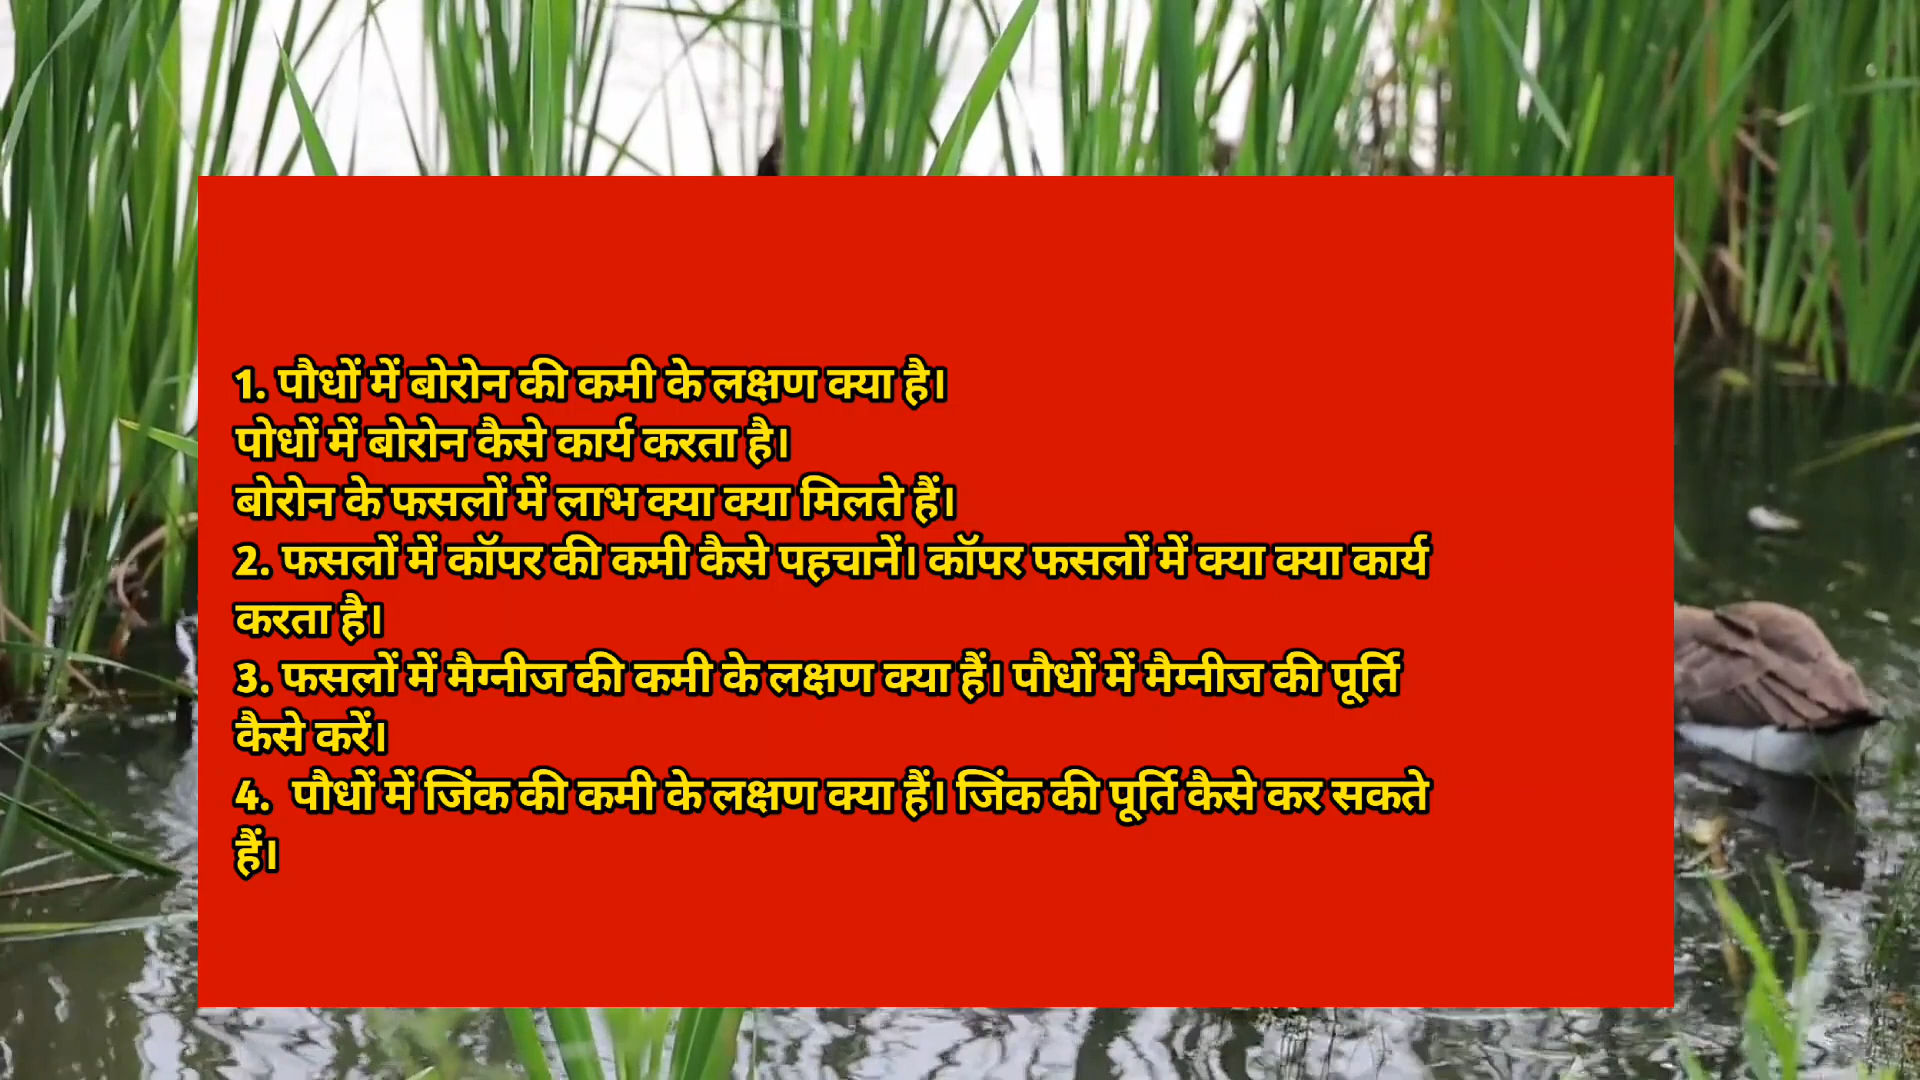 1. पौधों में बोरोन की कमी के लक्षण क्या है।
पोधों में बोरोन कैसे कार्य करता है।
बोरोन के फसलों में लाभ क्या क्या मिलते हैं।
2. फसलों में कॉपर की कमी कैसे पहचानें। कॉपर फसलों में क्या क्या कार्य
करता है।
3. फसलों में मैग्नीज की कमी के लक्षण क्या हैं। पौधों में मैग्नीज की पूर्ति
कैसे करें।
4. पौधों में जिंक की कमी के लक्षण क्या हैं। जिंक की पूर्ति कैसे कर सकते
हैं।